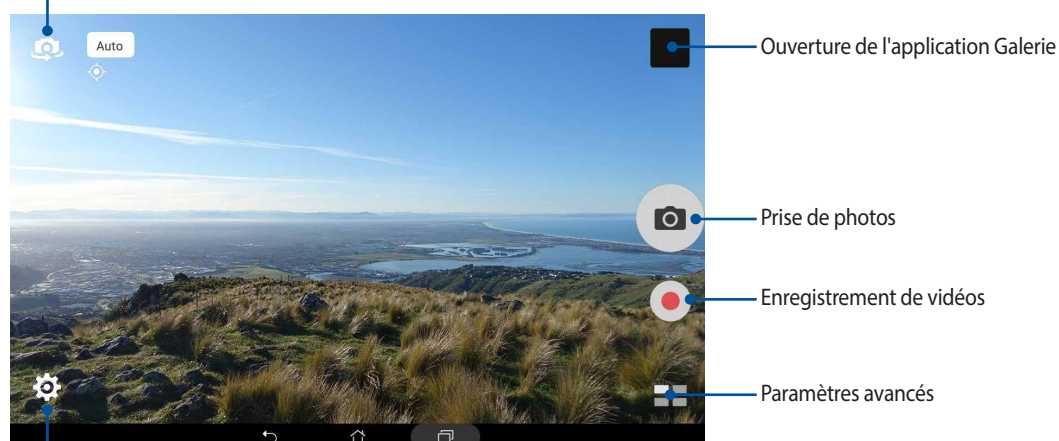 Auto
Ouverture de l'application Galerie
Prise de photos
Enregistrement de vidéos
Paramètres avancés